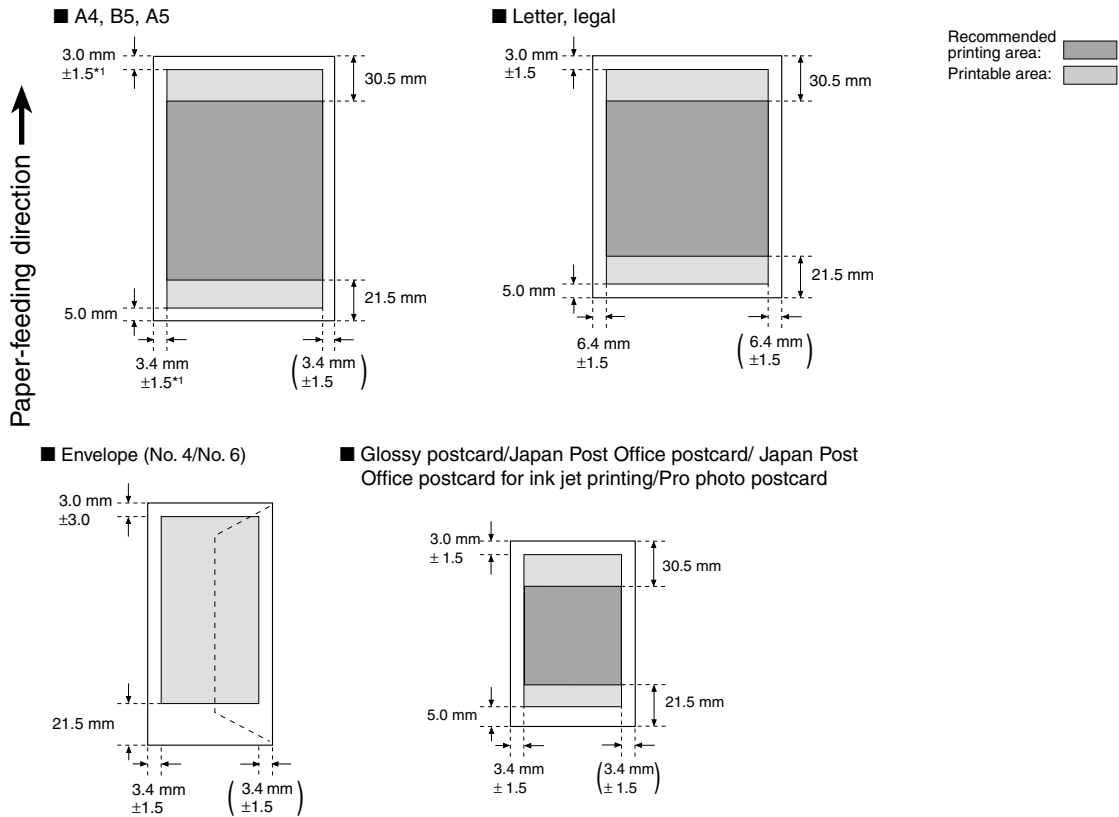 ■ A4, B5, A5
3.0 mm
±1.5*1
30.5 mm
21.5 mm
5.0 mm
3.4 mm
±1.5*1
(3.4 mm
±1.5)
■ Letter, legal
3.0 mm
±1.5
30.5 mm
21.5 mm
5.0 mm
6.4 mm
±1.5
(6.4 mm
±1.5)
Recommended
printing area:
Printable area:
Paper-feeding direction
■ Envelope (No. 4/No. 6)
3.0 mm
±3.0
21.5 mm
3.4 mm
±1.5
(3.4 mm
±1.5)
■ Glossy postcard/Japan Post Office postcard/ Japan Post
Office postcard for ink jet printing/Pro photo postcard
3.0 mm
± 1.5
30.5 mm
21.5 mm
5.0 mm
3.4 mm
± 1.5
(3.4 mm
± 1.5)